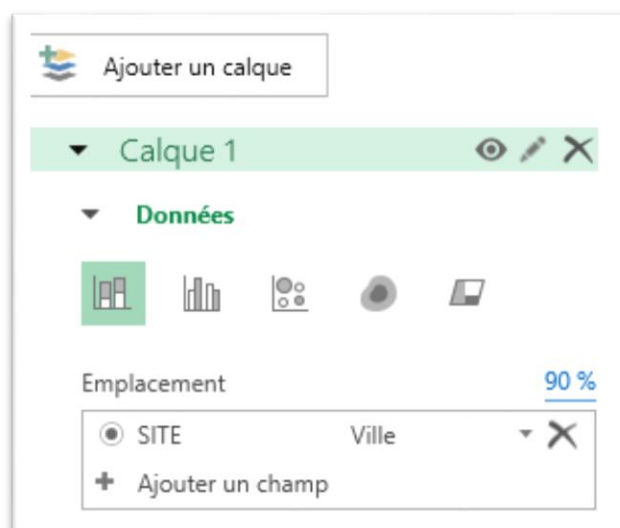 Ajouter un calque
Calque 1
Données
Emplacement 90 %
SITE Ville
Ajouter un champ